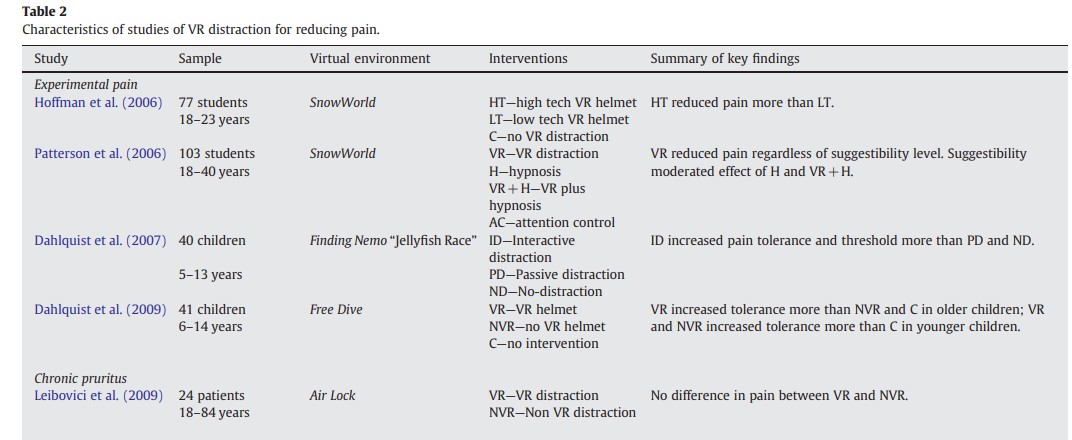 Table 2
Characteristics of studies of VR distraction for reducing pain.
Study Sample Virtual environment Interventions Summary of key findings
Experimental pain
Hoffman et al. (2006) 77 students SnowWorld HT—high tech VR helmet HT reduced pain more than LT.
18–23 years LT—low tech VR helmet
C—no VR distraction
Patterson et al. (2006) 103 students SnowWorld VR—VR distraction VR reduced pain regardless of suggestibility level. Suggestibility
18–40 years H—hypnosis moderated effect of H and VR+H.
VR+H—VR plus
hypnosis
AC—attention control
Dahlquist et al. (2007) 40 children Finding Nemo "Jellyfish Race" ID—Interactive ID increased pain tolerance and threshold more than PD and ND.
distraction
5–13 years PD—Passive distraction
ND—No-distraction
Dahlquist et al. (2009) 41 children Free Dive VR—VR helmet VR increased tolerance more than NVR and C in older children; VR
6–14 years NVR—no VR helmet and NVR increased tolerance more than C in younger children.
C—no intervention
Chronic pruritus
Leibovici et al. (2009) 24 patients Air Lock VR—VR distraction No difference in pain between VR and NVR.
18–84 years NVR—Non VR distraction